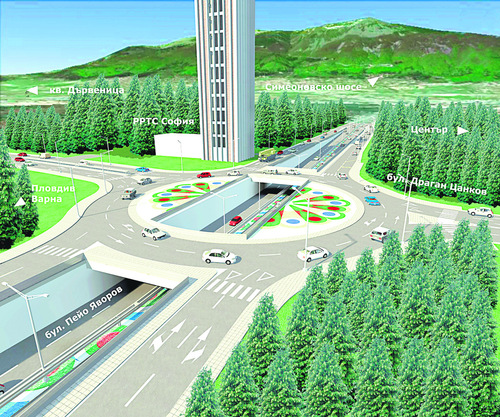 кв. Дървеница
Симеоновско шосе
РРТС София
Център
Пловдив
Варна
бул. Драган Цанков
бул. Пейо Яворов